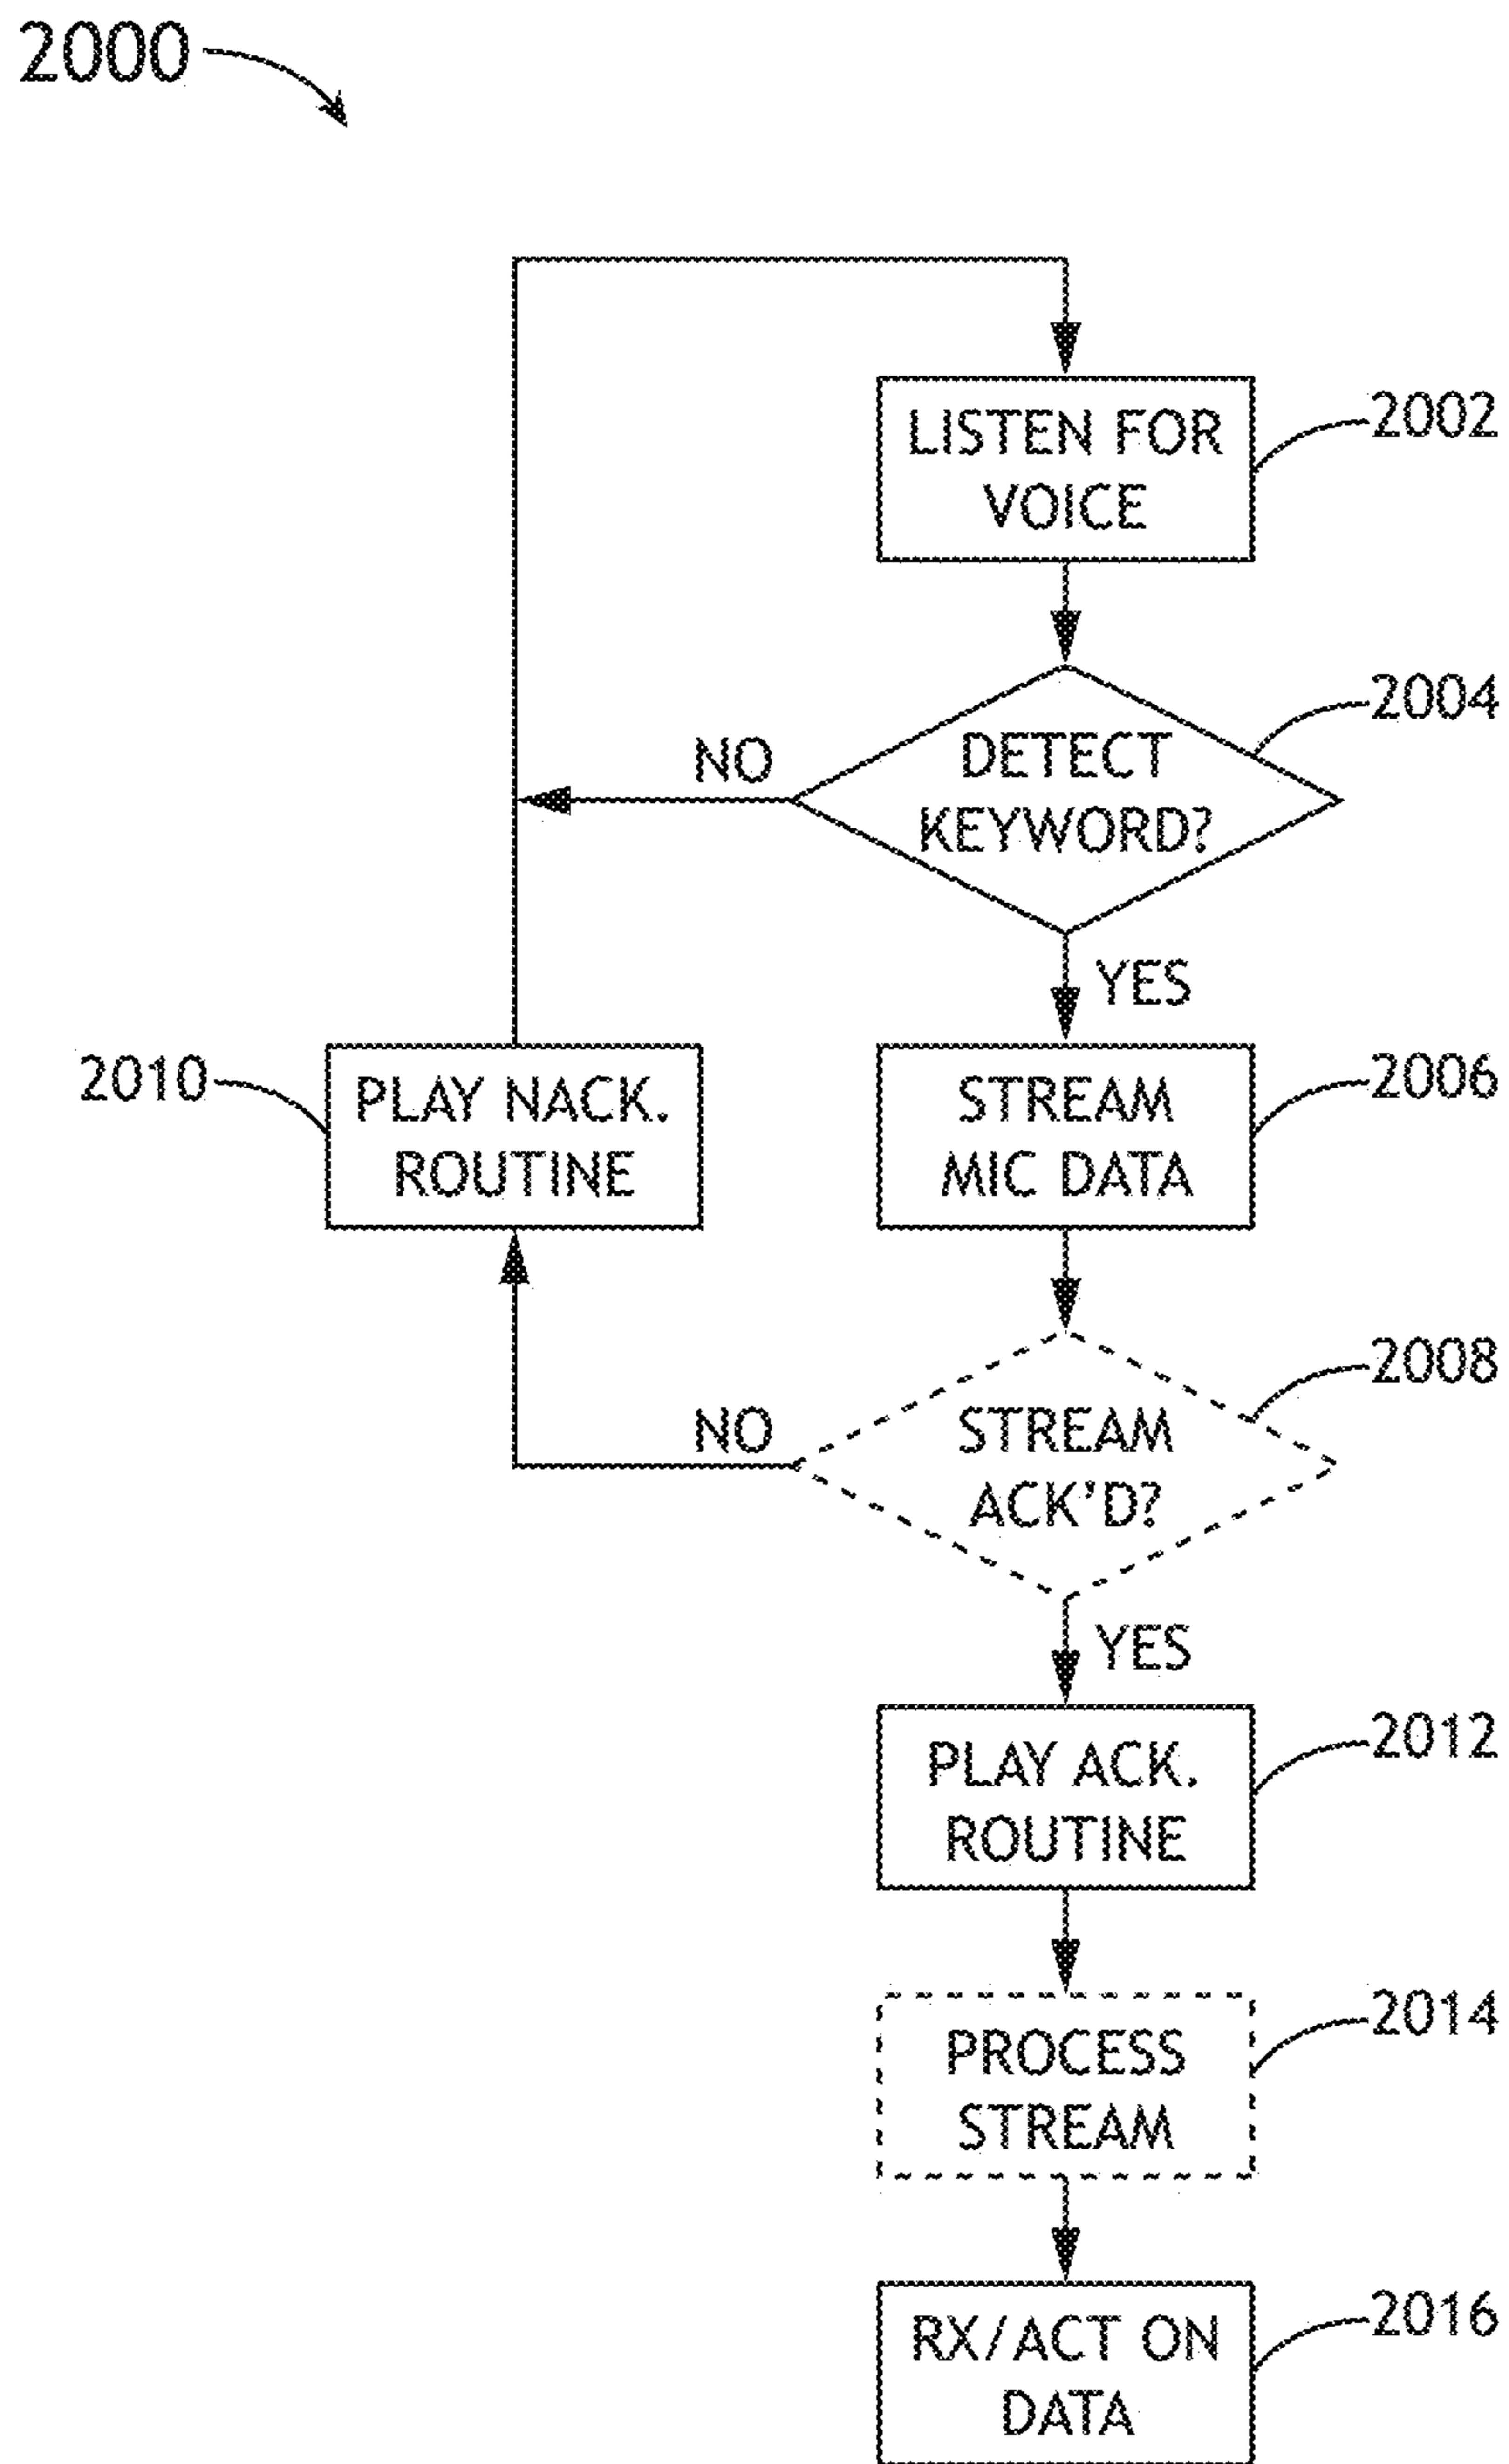 2000
LISTEN FOR
VOICE
2002
DETECT
KEYWORD?
2004
NO
YES
2010
PLAY NACK.
ROUTINE
STREAM
MIC DATA
2006
STREAM
ACK'D?
2008
NO
YES
PLAY ACK.
ROUTINE
2012
PROCESS
STREAM
2014
RX/ACT ON
DATA
2016